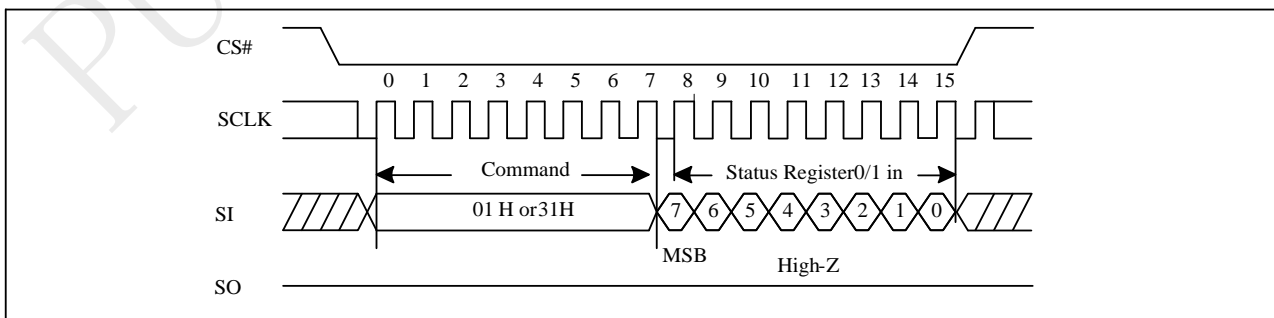 PU
CS#
0 1 2 3 4 5 6 7 8 9 10 11 12 13 14 15
SCLK
Command Status Register0/1 in
SI 01 H or31H 7 6 5 4 3 2 1 0
MSB High-Z
SO